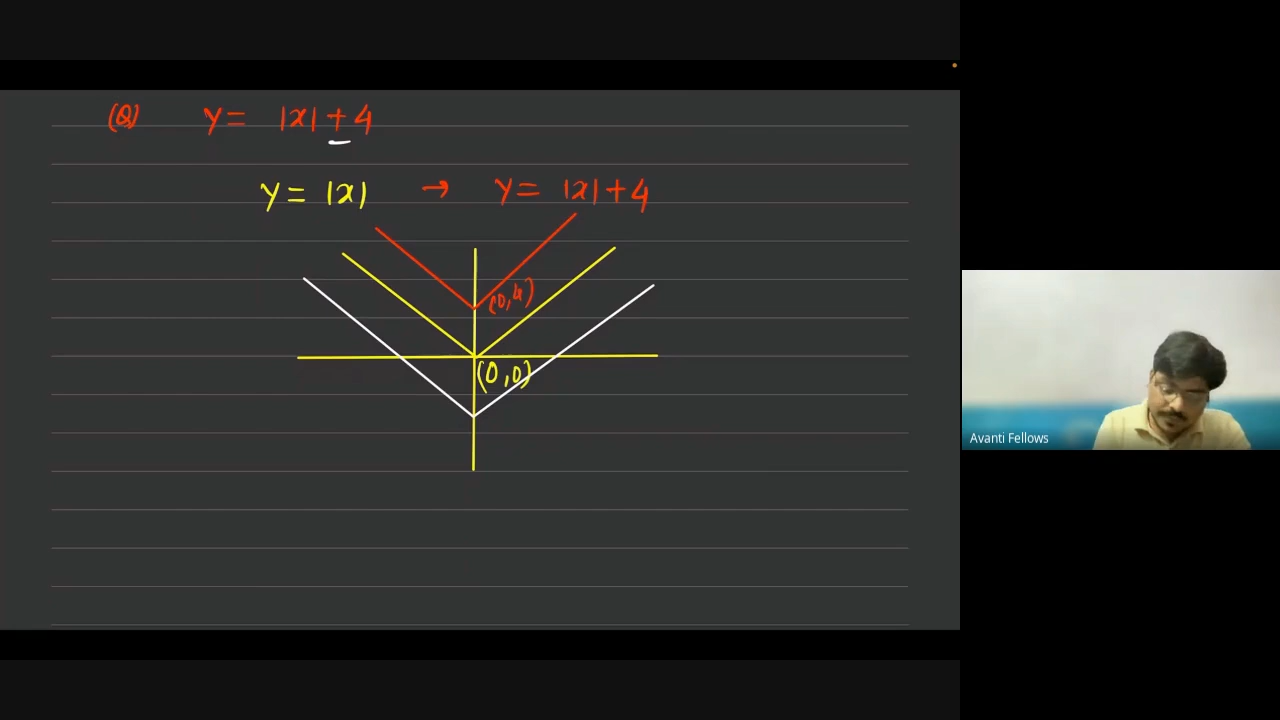 (Q) y = |x| + 4
y = |x| → y = |x| + 4
(0,4)
(0,0)
Avanti Fellows